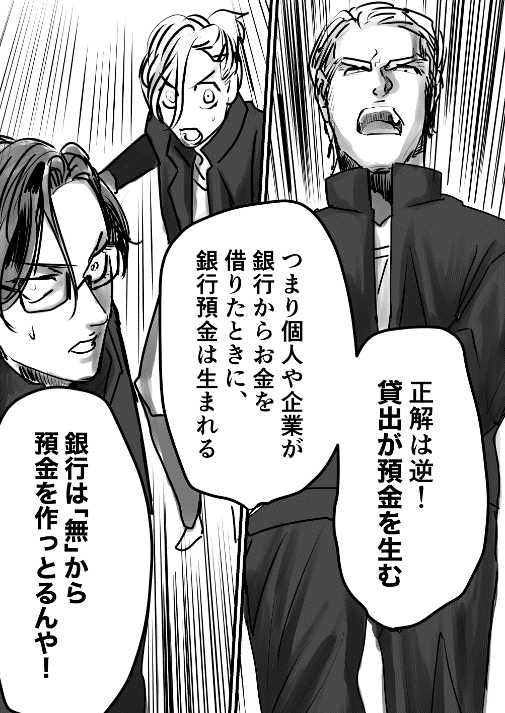 正解は逆！
貸出が預金を生む
つまり個人や企業が
銀行からお金を
借りたときに、
銀行預金は生まれる
銀行は「無」から
預金を作っとるんや！